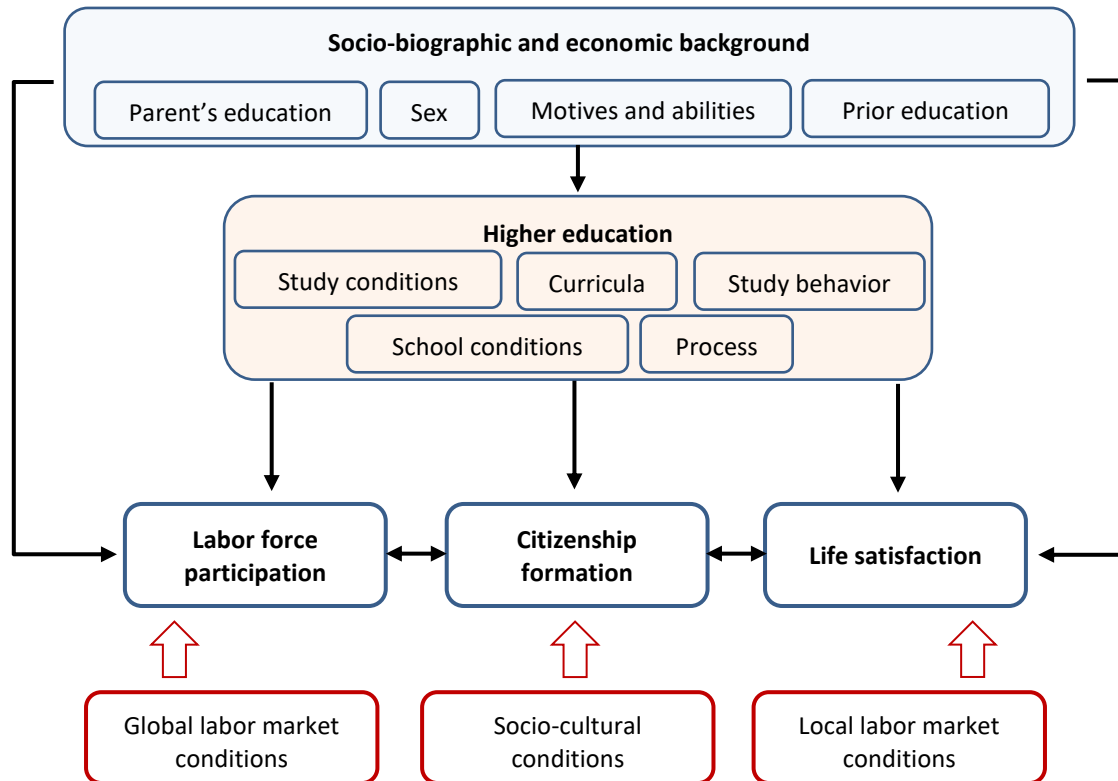 Socio-biographic and economic background
Parent's education
Sex
Motives and abilities
Prior education
Higher education
Study conditions
Curricula
Study behavior
School conditions
Process
Labor force
participation
Citizenship
formation
Life satisfaction
Global labor market
conditions
Socio-cultural
conditions
Local labor market
conditions